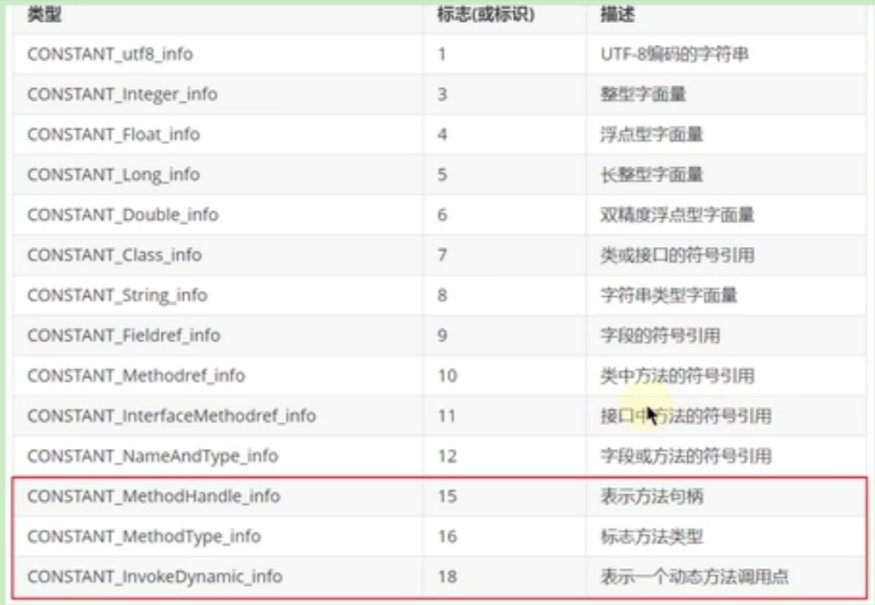 类型 标志(或标识) 描述
CONSTANT_utf8_info 1 UTF-8编码的字符串
CONSTANT_Integer_info 3 整型字面量
CONSTANT_Float_info 4 浮点型字面量
CONSTANT_Long_info 5 长整型字面量
CONSTANT_Double_info 6 双精度浮点型字面量
CONSTANT_Class_info 7 类或接口的符号引用
CONSTANT_String_info 8 字符串类型字面量
CONSTANT_Fieldref_info 9 字段的符号引用
CONSTANT_Methodref_info 10 类中方法的符号引用
CONSTANT_InterfaceMethodref_info 11 接口中方法的符号引用
CONSTANT_NameAndType_info 12 字段或方法的符号引用
CONSTANT_MethodHandle_info 15 表示方法句柄
CONSTANT_MethodType_info 16 标志方法类型
CONSTANT_InvokeDynamic_info 18 表示一个动态方法调用点